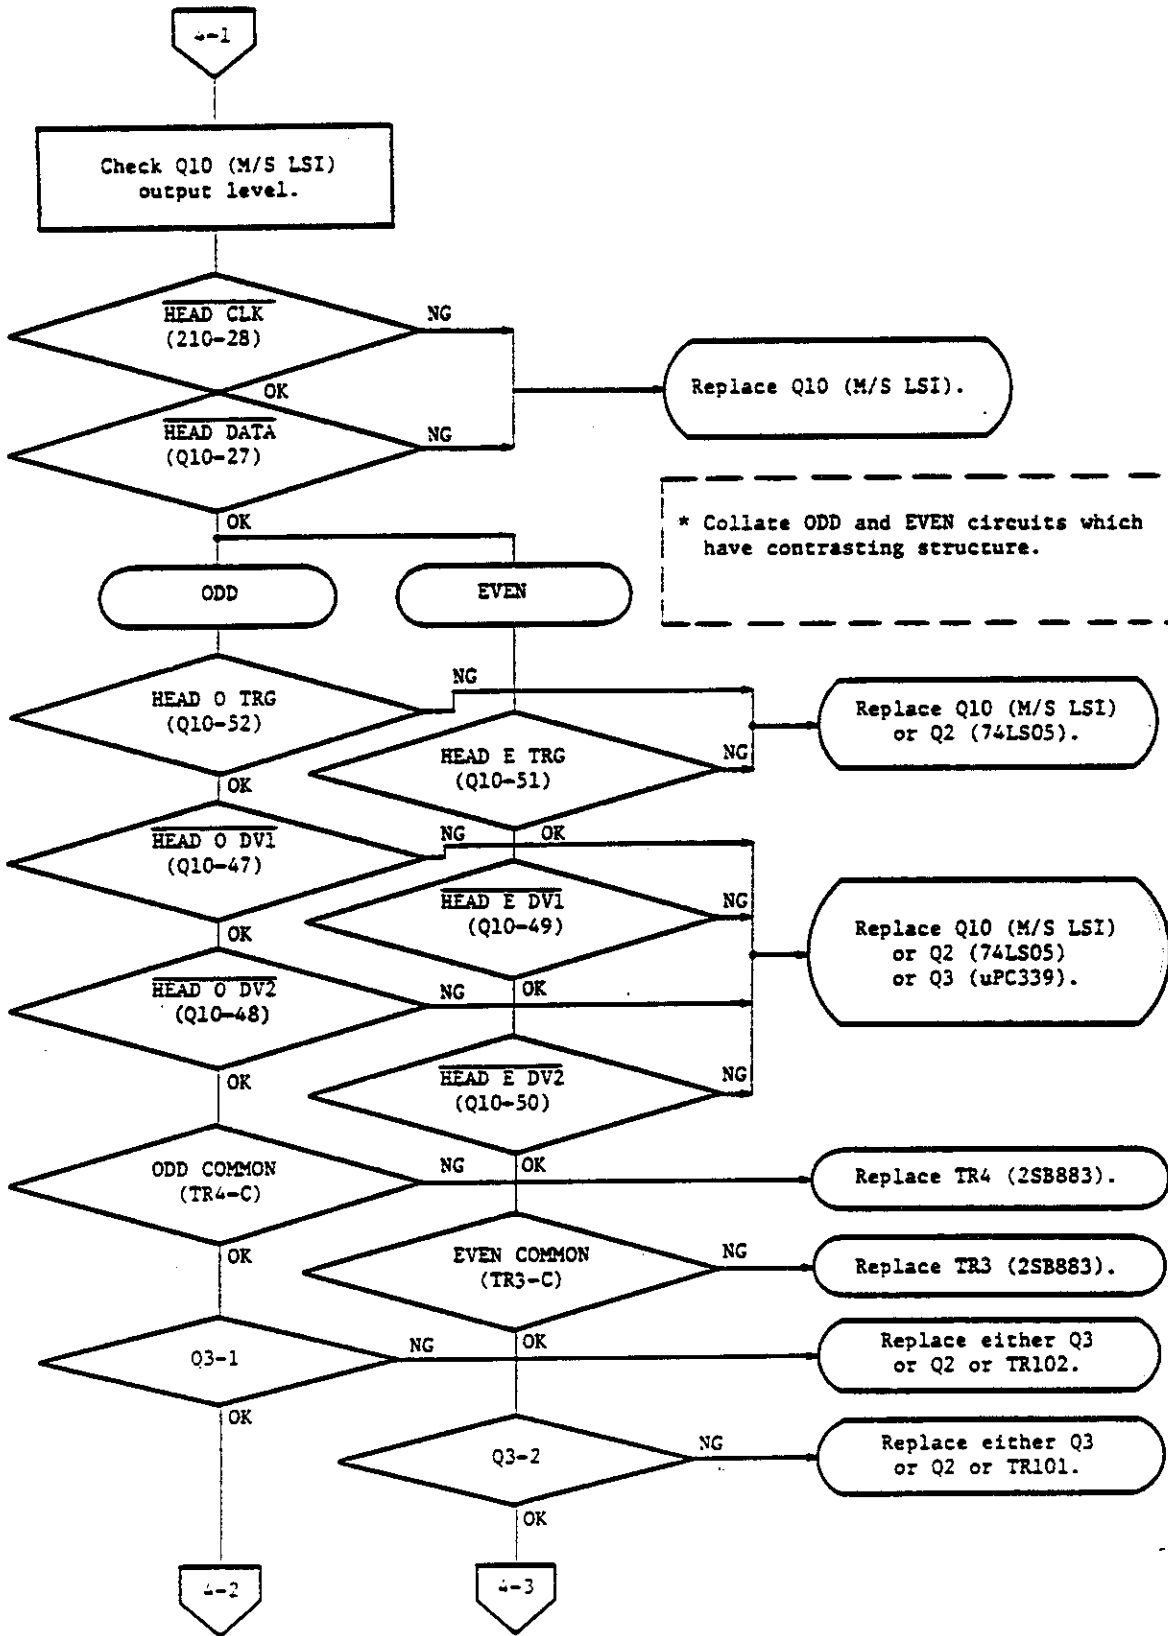 4-1
Check Q10 (M/S LSI)
output level.
HEAD CLK
(210-28)
NG
OK
Replace Q10 (M/S LSI).
HEAD DATA
(Q10-27)
NG
OK
* Collate ODD and EVEN circuits which
have contrasting structure.
ODD
EVEN
HEAD O TRG
(Q10-52)
NG
OK
HEAD E TRG
(Q10-51)
NG
OK
Replace Q10 (M/S LSI)
or Q2 (74LS05).
HEAD O DV1
(Q10-47)
NG
OK
HEAD E DV1
(Q10-49)
NG
OK
Replace Q10 (M/S LSI)
or Q2 (74LS05)
or Q3 (uPC339).
HEAD O DV2
(Q10-48)
NG
OK
HEAD E DV2
(Q10-50)
NG
OK
ODD COMMON
(TR4-C)
NG
OK
Replace TR4 (2SB883).
EVEN COMMON
(TR3-C)
NG
OK
Replace TR3 (2SB883).
Q3-1
NG
OK
Replace either Q3
or Q2 or TR102.
Q3-2
NG
OK
Replace either Q3
or Q2 or TR101.
4-2
4-3